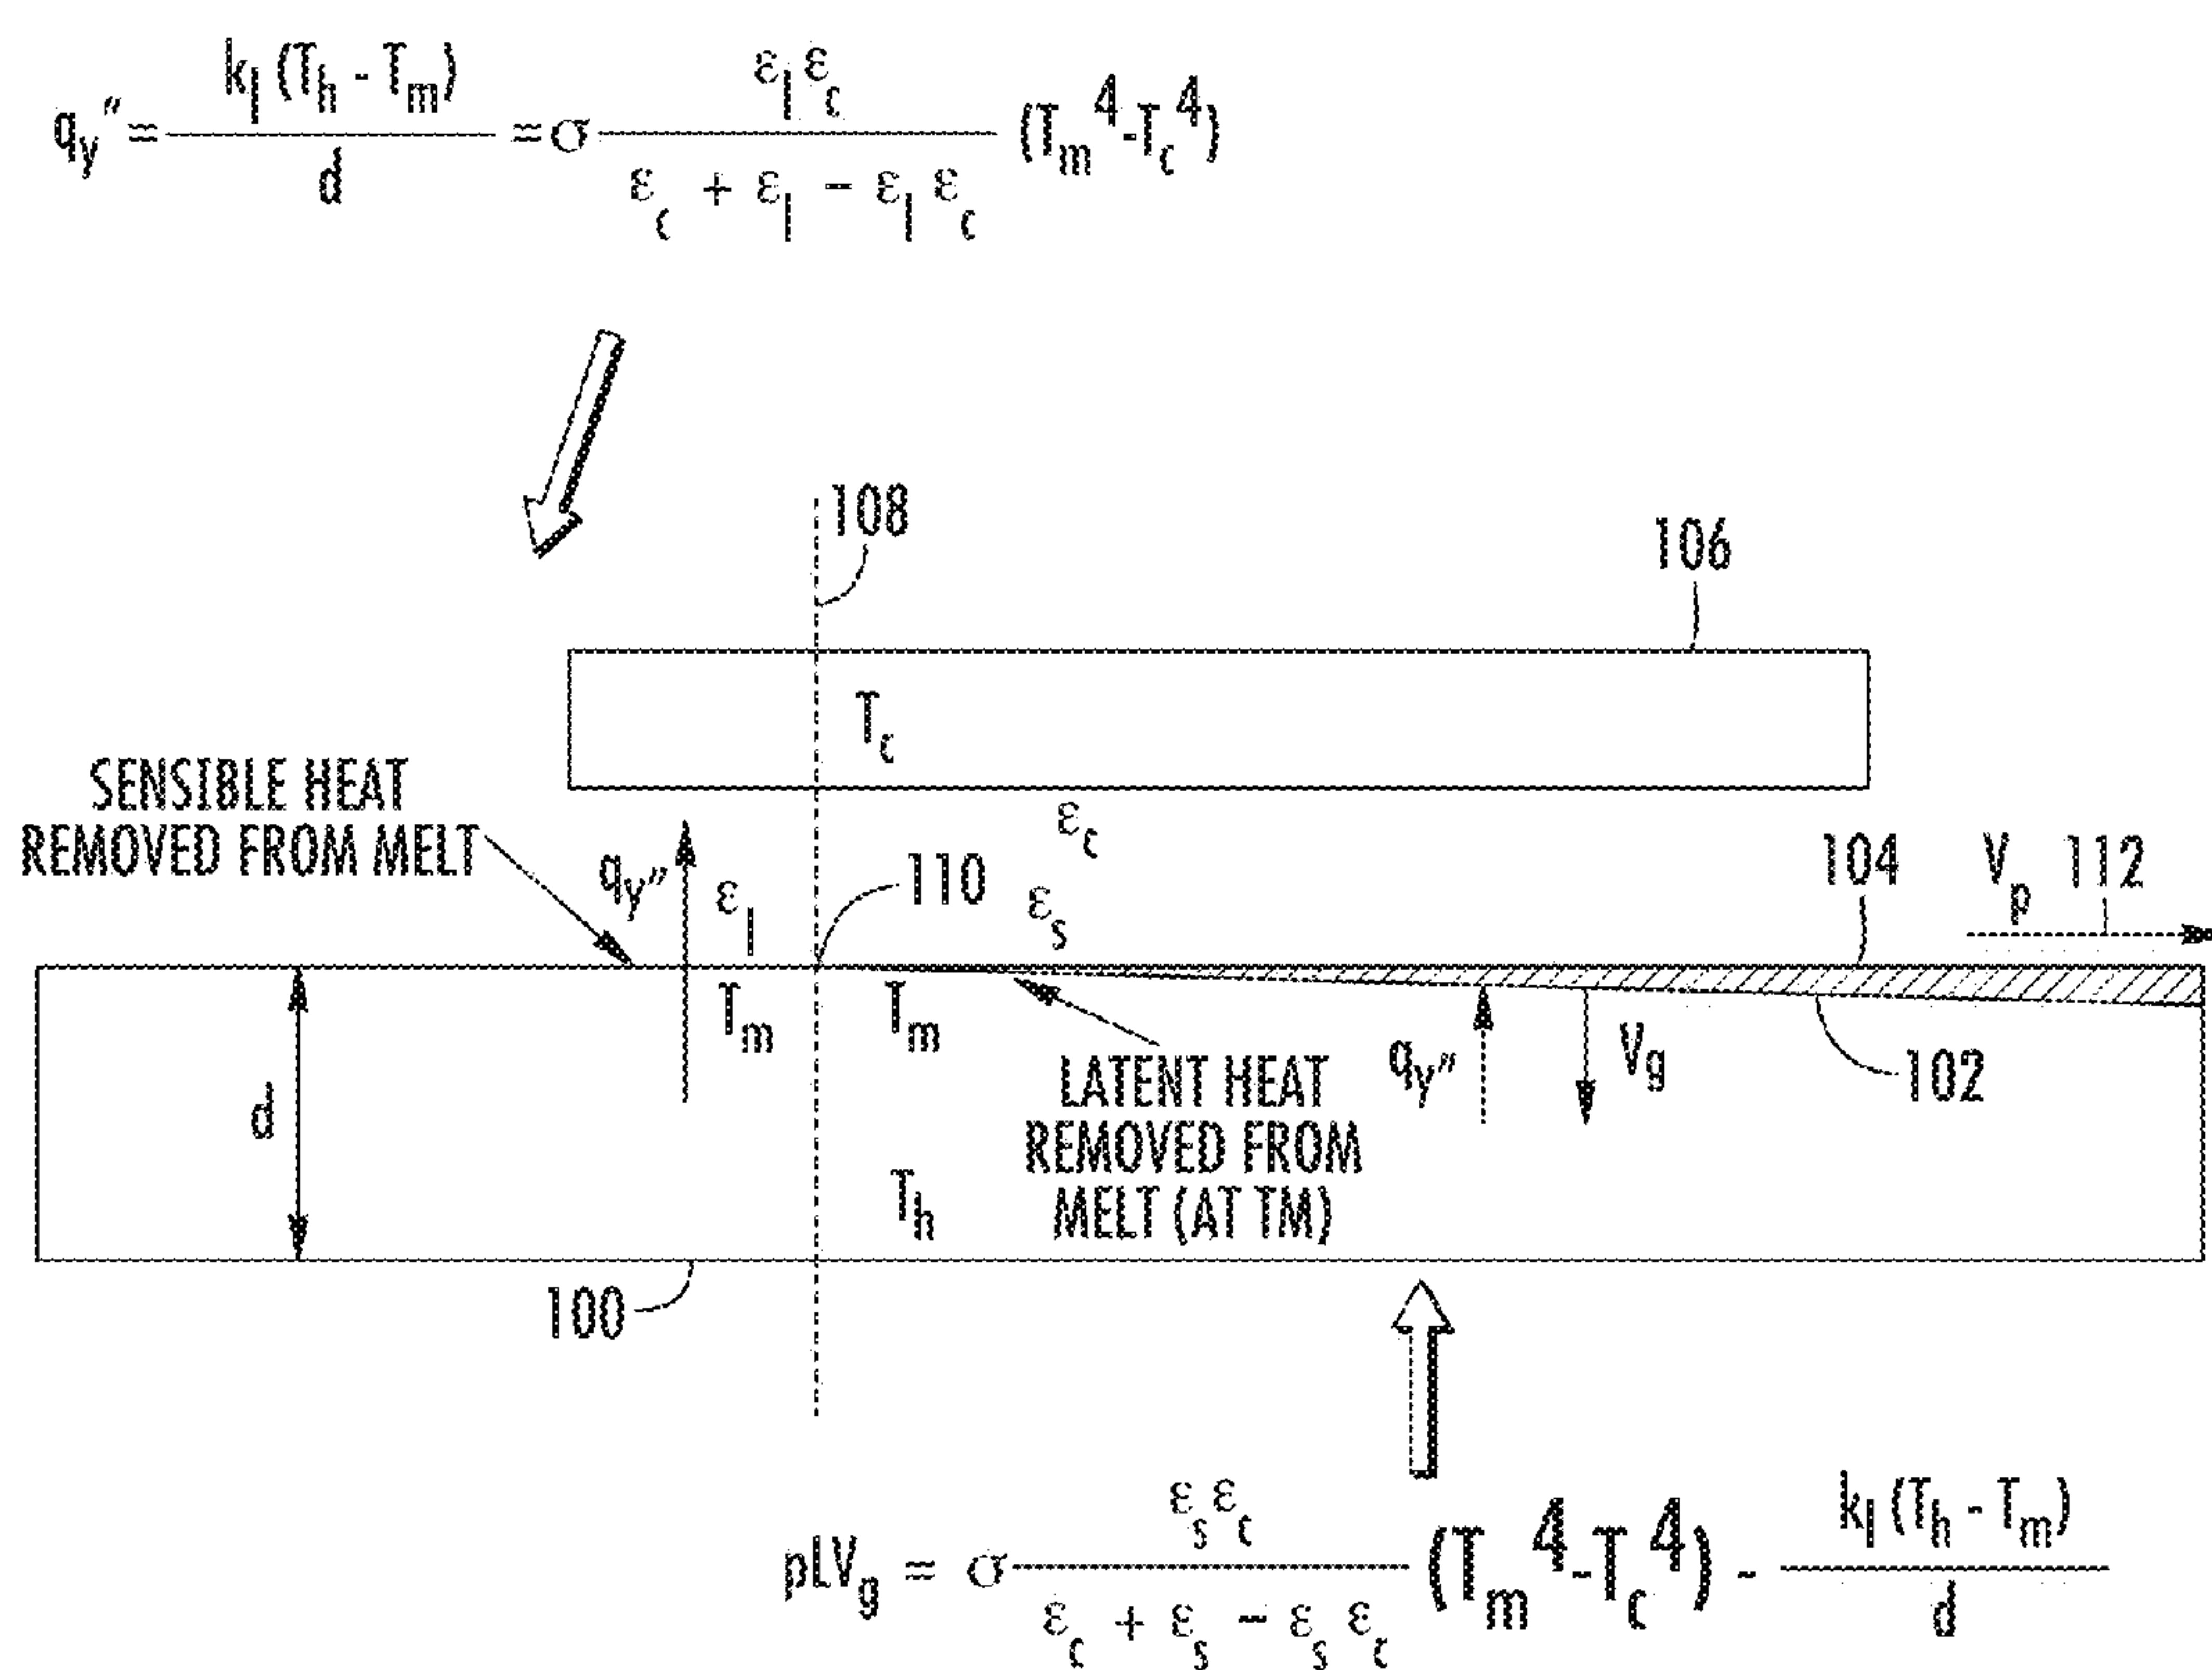 q_y" = k_l (T_h - T_m) / d = σ ε_l ε_c / (ε_c + ε_l - ε_l ε_c) (T_m^4 - T_c^4)
108
106
T_c
SENSIBLE HEAT
REMOVED FROM MELT
ε_c
q_y"
ε_l
110
ε_s
104
V_p 112
T_m
T_m
d
LATENT HEAT
REMOVED FROM
MELT (AT TM)
q_y"
V_g
102
T_h
100
pLV_g = σ ε_s ε_c / (ε_c + ε_s - ε_s ε_c) (T_m^4 - T_c^4) - k_l (T_h - T_m) / d